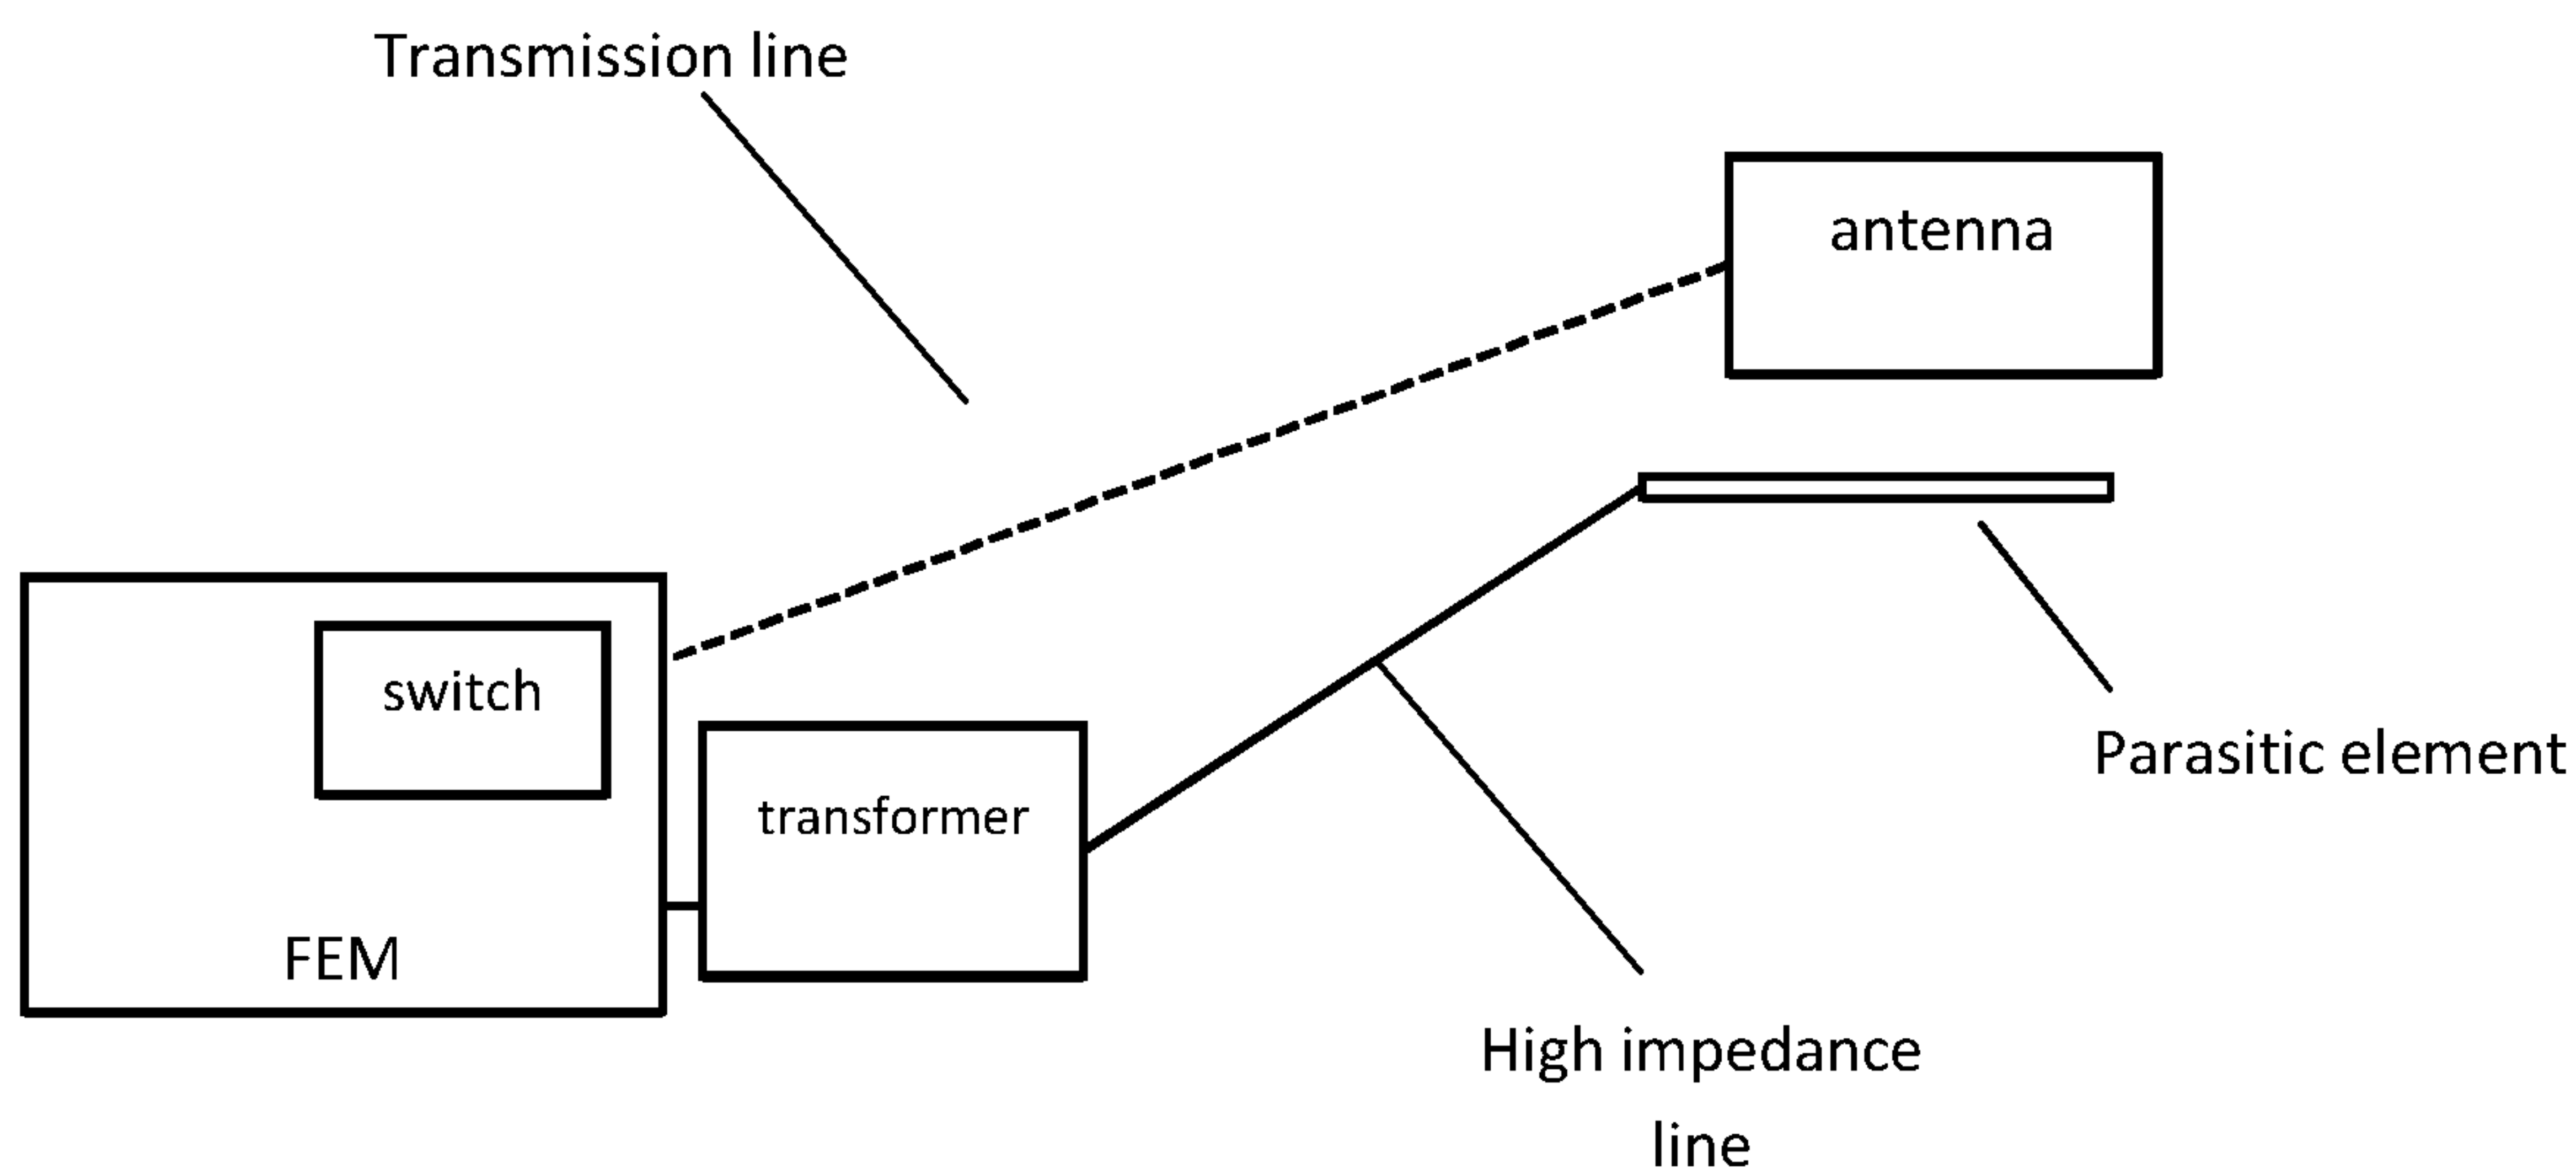 Transmission line
antenna
switch
transformer
Parasitic element
FEM
High impedance
line